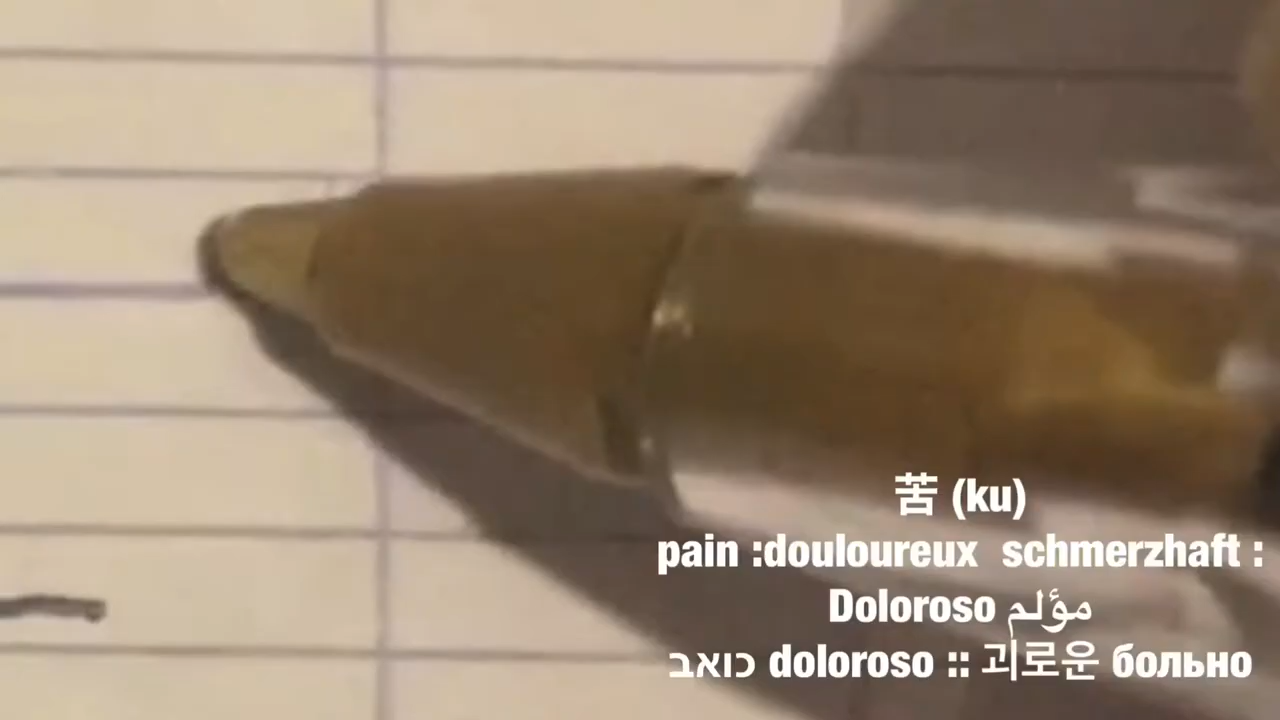 苦 (ku)
pain :douloureux schmerzhaft :
Doloroso مؤلم
כואב doloroso :: 괴로운 больно